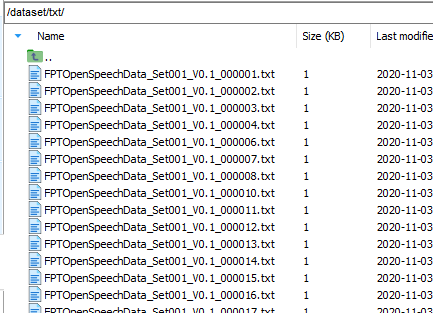 /dataset/txt/
Name Size (KB) Last modifie
..
FPTOpenSpeechData_Set001_V0.1_000001.txt 1 2020-11-03
FPTOpenSpeechData_Set001_V0.1_000002.txt 1 2020-11-03
FPTOpenSpeechData_Set001_V0.1_000003.txt 1 2020-11-03
FPTOpenSpeechData_Set001_V0.1_000004.txt 1 2020-11-03
FPTOpenSpeechData_Set001_V0.1_000006.txt 1 2020-11-03
FPTOpenSpeechData_Set001_V0.1_000007.txt 1 2020-11-03
FPTOpenSpeechData_Set001_V0.1_000008.txt 1 2020-11-03
FPTOpenSpeechData_Set001_V0.1_000010.txt 1 2020-11-03
FPTOpenSpeechData_Set001_V0.1_000011.txt 1 2020-11-03
FPTOpenSpeechData_Set001_V0.1_000012.txt 1 2020-11-03
FPTOpenSpeechData_Set001_V0.1_000013.txt 1 2020-11-03
FPTOpenSpeechData_Set001_V0.1_000014.txt 1 2020-11-03
FPTOpenSpeechData_Set001_V0.1_000015.txt 1 2020-11-03
FPTOpenSpeechData_Set001_V0.1_000016.txt 1 2020-11-03
FPTOpenSpeechData_Set001_V0.1_000017.txt 1 2020-11-03